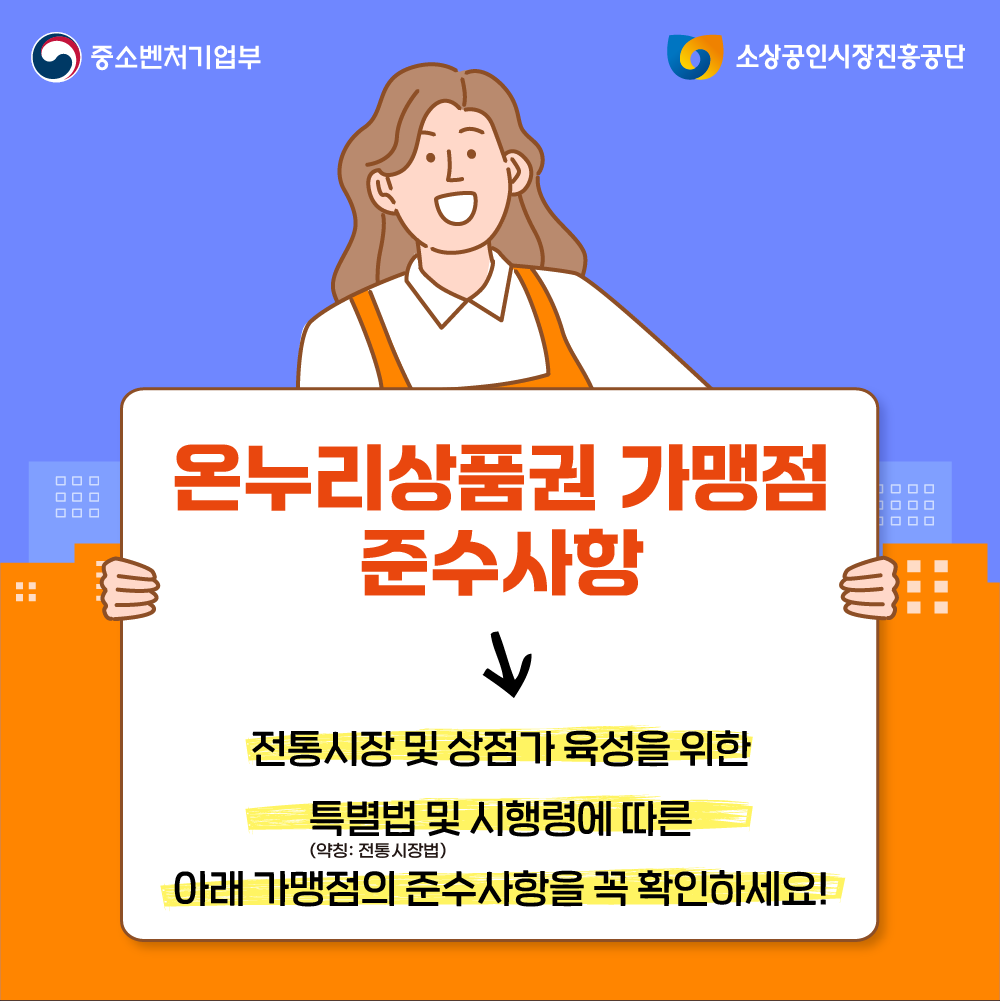 중소벤처기업부
소상공인시장진흥공단
온누리상품권 가맹점
준수사항
전통시장 및 상점가 육성을 위한
특별법 및 시행령에 따른
(약칭: 전통시장법)
아래 가맹점의 준수사항을 꼭 확인하세요!